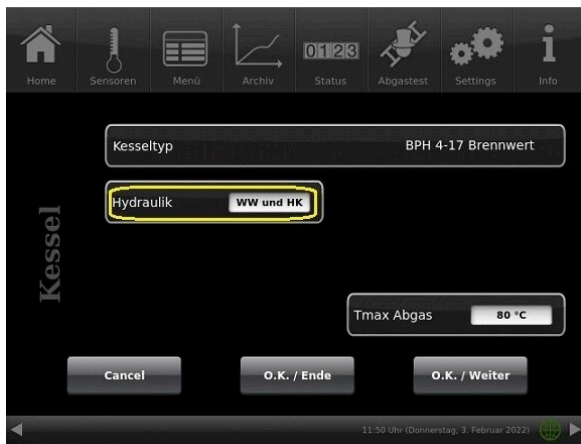 0123
Home Sensoren Menü Archiv Status Abgastest Settings Info
Kesseltyp BPH 4-17 Brennwert
Hydraulik WW und HK
Kessel
Tmax Abgas 80 °C
Cancel O.K. / Ende O.K. / Weiter
11:50 Uhr (Donnerstag, 3. Februar 2022)